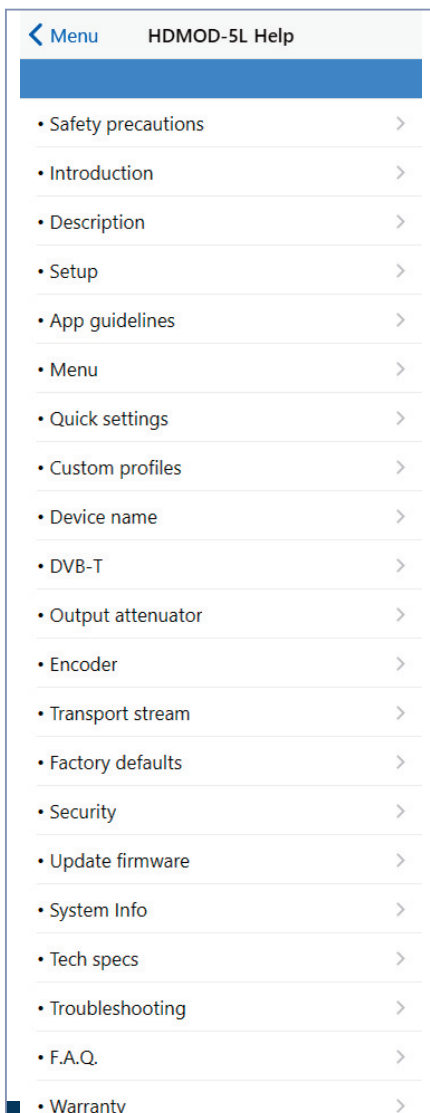 Menu HDMOD-5L Help
• Safety precautions
• Introduction
• Description
• Setup
• App guidelines
• Menu
• Quick settings
• Custom profiles
• Device name
• DVB-T
• Output attenuator
• Encoder
• Transport stream
• Factory defaults
• Security
• Update firmware
• System Info
• Tech specs
• Troubleshooting
• F.A.Q.
• Warranty